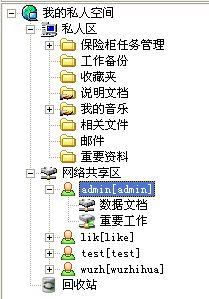 我的私人空间
私人区
保险柜任务管理
工作备份
收藏夹
说明文档
我的音乐
相关文件
邮件
重要资料
网络共享区
admin[admin]
数据文档
重要工作
lik[like]
test[test]
wuzh[wuzhihua]
回收站